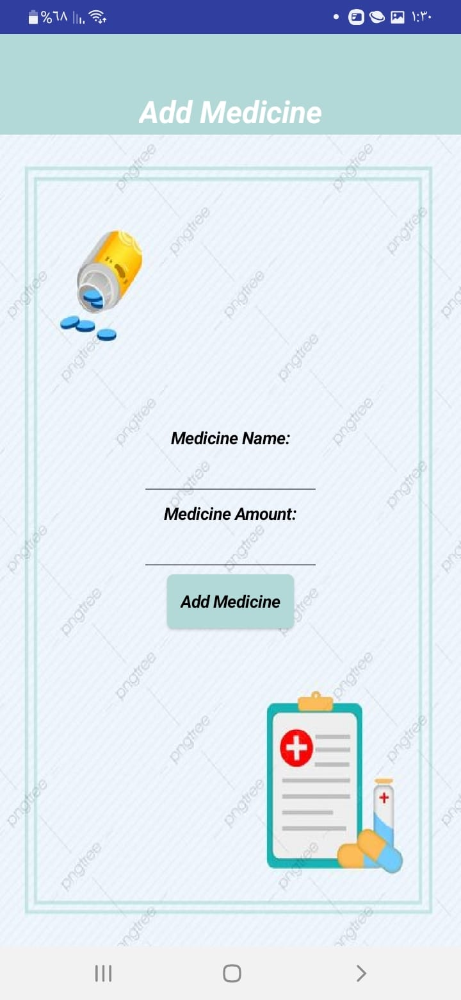 %٦٨ ١:٣٠
Add Medicine
Medicine Name:
Medicine Amount:
Add Medicine
pngtree